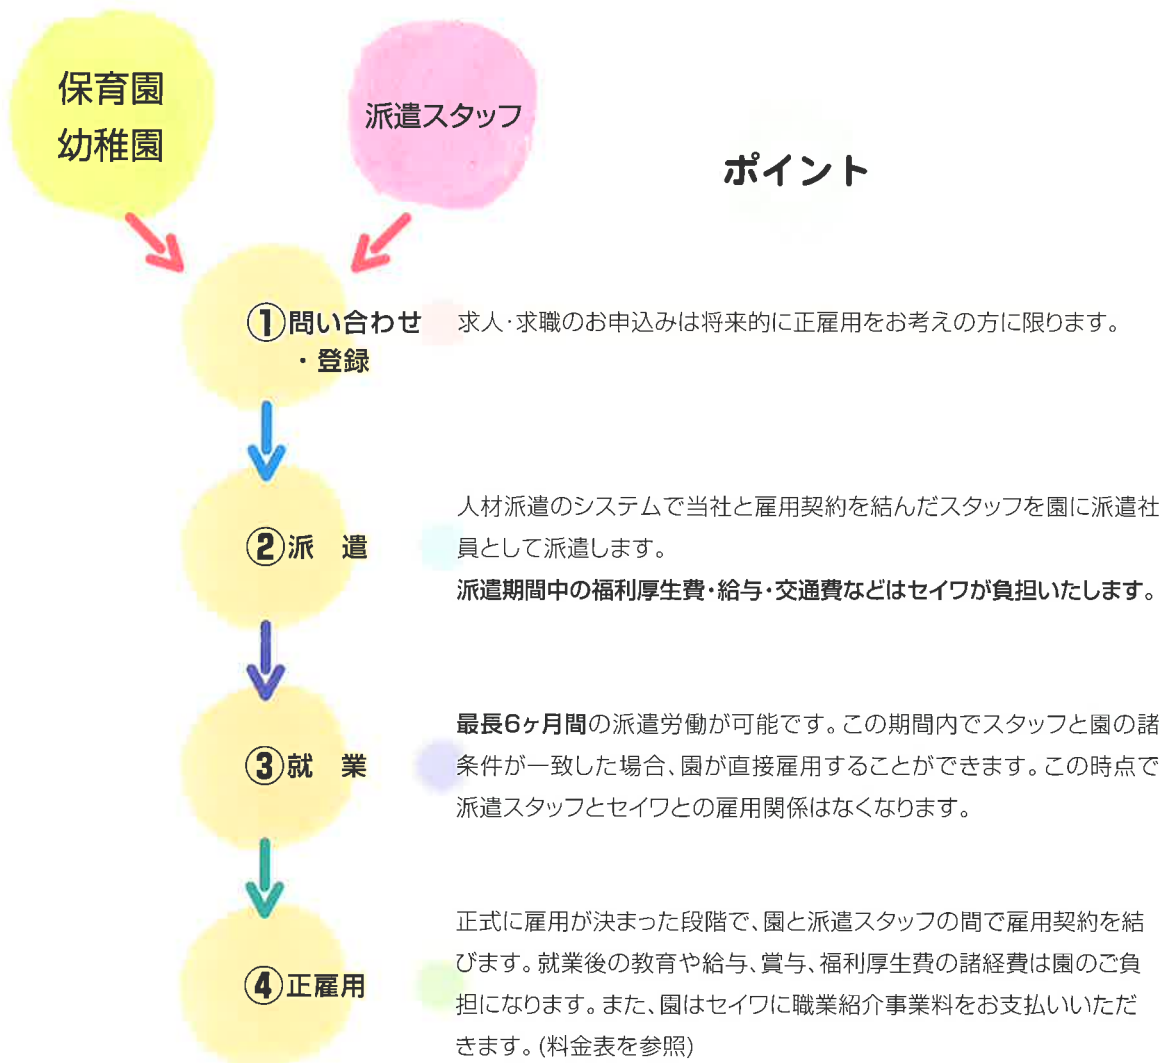 保育園
幼稚園
派遣スタッフ
ポイント
①問い合わせ
・登録
求人・求職のお申込みは将来的に正雇用をお考えの方に限ります。
②派　遣
人材派遣のシステムで当社と雇用契約を結んだスタッフを園に派遣社
員として派遣します。
派遣期間中の福利厚生費・給与・交通費などはセイワが負担いたします。
③就　業
最長6ヶ月間の派遣労働が可能です。この期間内でスタッフと園の諸
条件が一致した場合、園が直接雇用することができます。この時点で
派遣スタッフとセイワとの雇用関係はなくなります。
④正雇用
正式に雇用が決まった段階で、園と派遣スタッフの間で雇用契約を結
びます。就業後の教育や給与、賞与、福利厚生費の諸経費は園のご負
担になります。また、園はセイワに職業紹介事業料をお支払いいただ
きます。(料金表を参照)